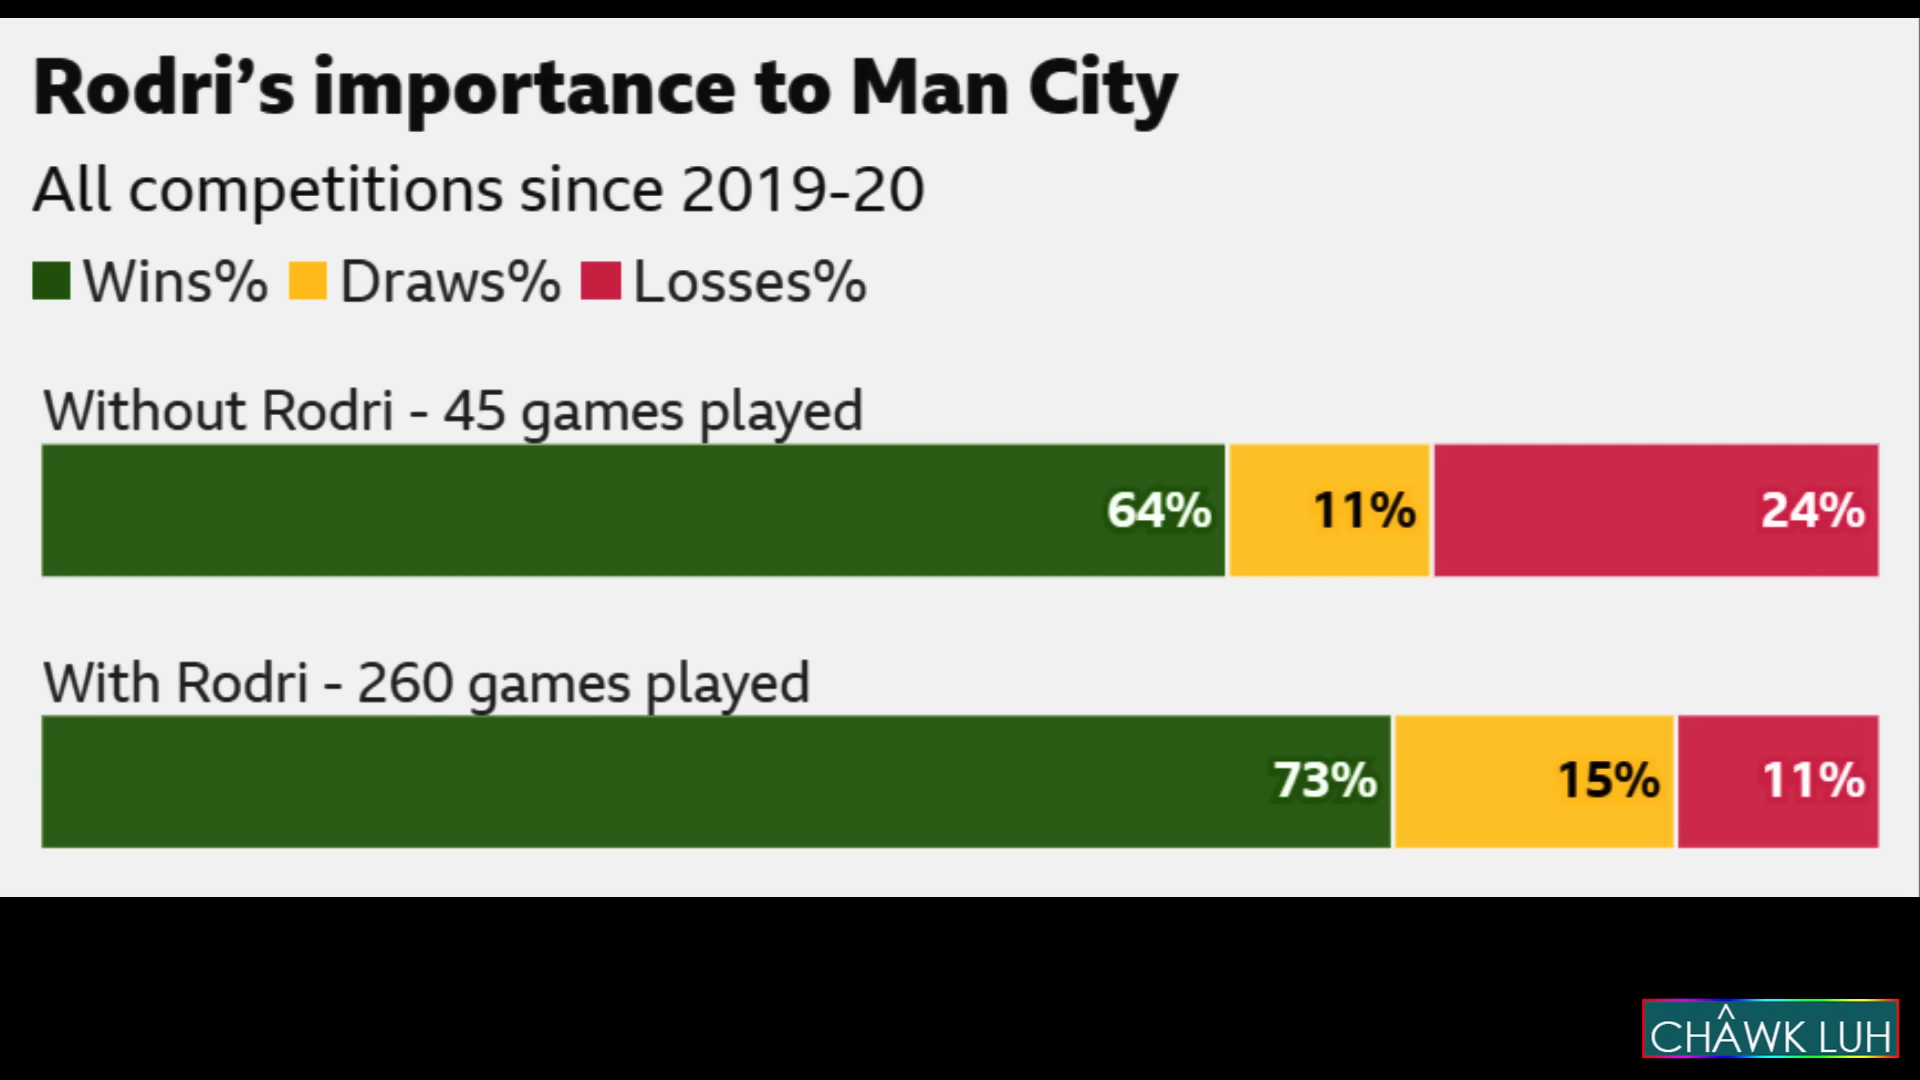 Rodri’s importance to Man City
All competitions since 2019-20
Wins% Draws% Losses%
Without Rodri - 45 games played
64% 11% 24%
With Rodri - 260 games played
73% 15% 11%
CHÂWK LUH